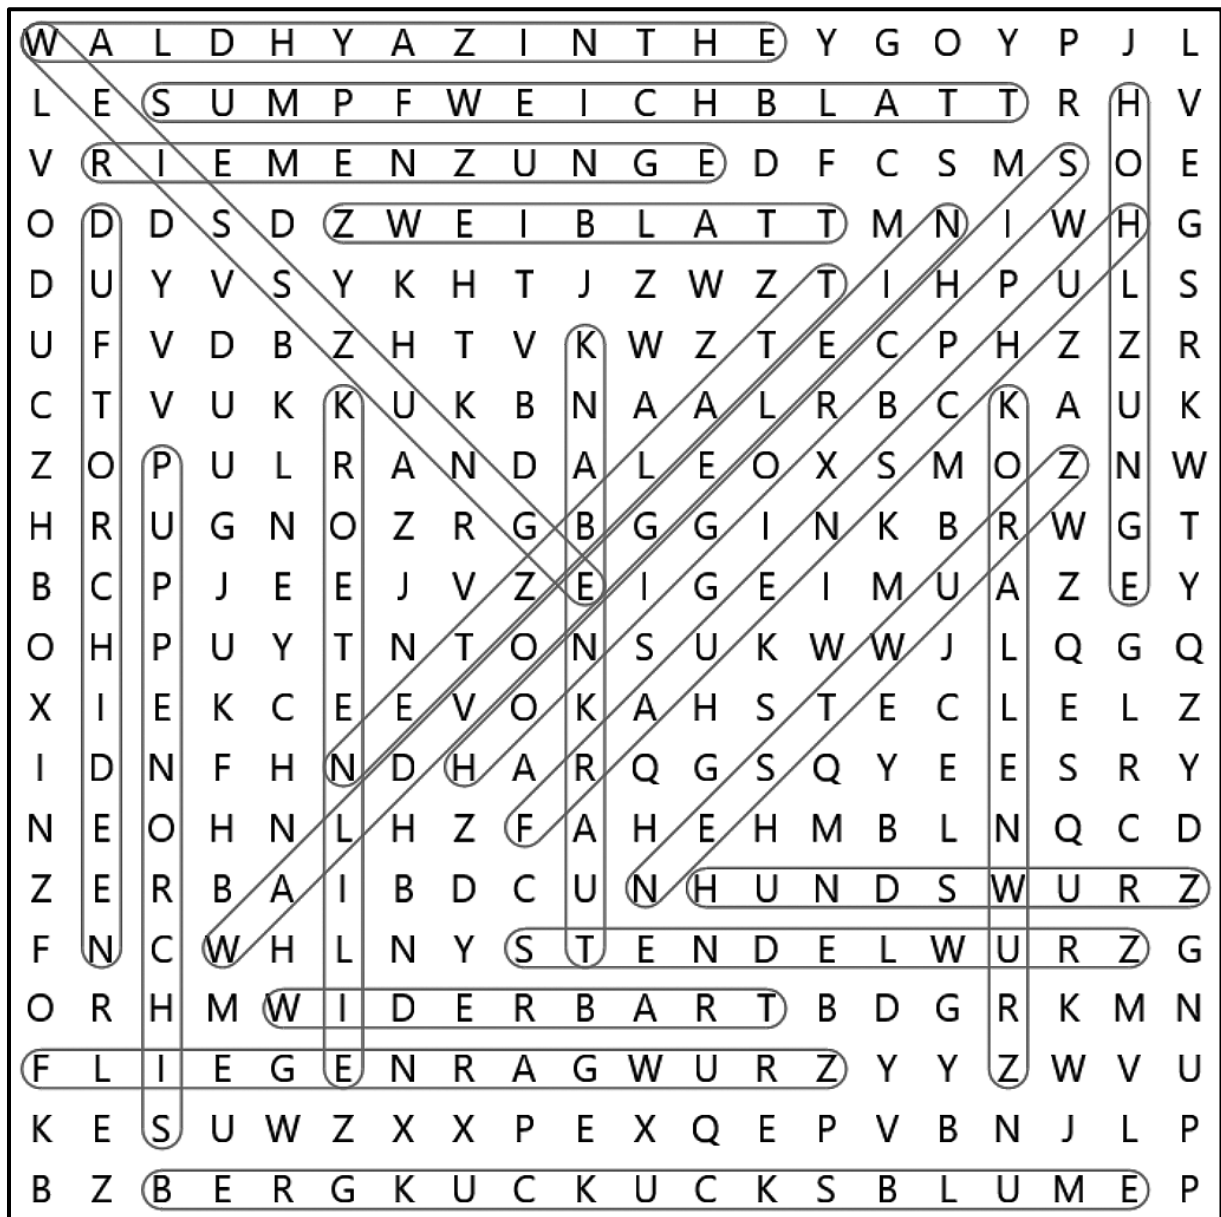 W A L D H Y A Z I N T H E Y G O Y P J L
L E S U M P F W E I C H B L A T T R H V
V R I E M E N Z U N G E D F C S M S O E
O D D S D Z W E I B L A T T M N I W H G
D U Y V S Y K H T J Z W Z T I H P U L S
U F V D B Z H T V K W Z T E C P H Z Z R
C T V U K K U K B N A A L R B C K A U K
Z O P U L R A N D A L E O X S M O Z N W
H R U G N O Z R G B G G I N K B R W G T
B C P J E E J V Z E I G E I M U A Z E Y
O H P U Y T N T O N S U K W W J L Q G Q
X I E K C E E V O K A H S T E C L E L Z
I D N F H N D H A R Q G S Q Y E E S R Y
N E O H N L H Z F A H E H M B L N Q C D
Z E R B A I B D C U N H U N D S W U R Z
F N C W H L N Y S T E N D E L W U R Z G
O R H M W I D E R B A R T B D G R K M N
F L I E G E N R A G W U R Z Y Y Z W V U
K E S U W Z X X P E X Q E P V B N J L P
B Z B E R G K U C K U C K S B L U M E P